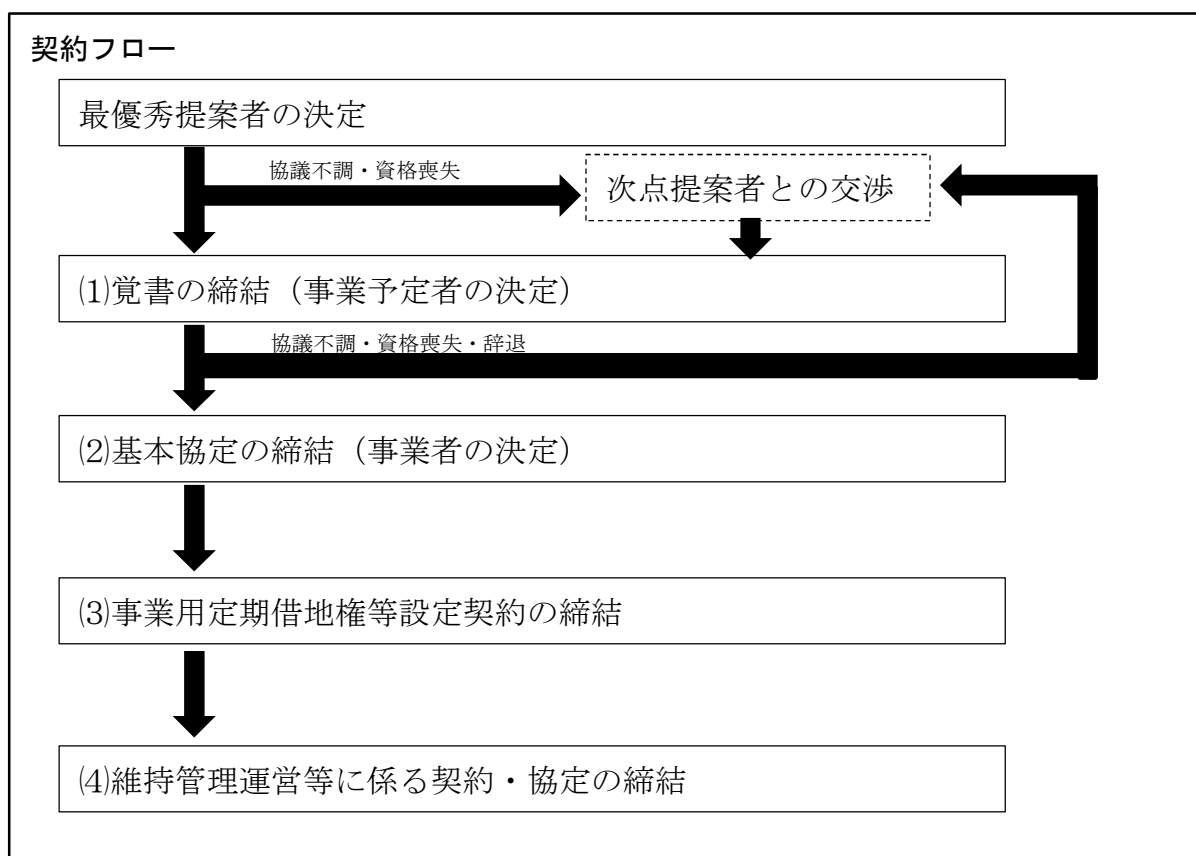 契約フロー
最優秀提案者の決定
協議不調・資格喪失
次点提案者との交渉
⑴覚書の締結（事業予定者の決定）
協議不調・資格喪失・辞退
⑵基本協定の締結（事業者の決定）
⑶事業用定期借地権等設定契約の締結
⑷維持管理運営等に係る契約・協定の締結